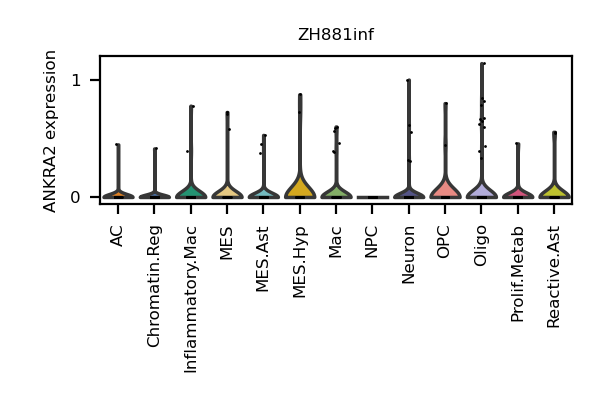 ZH881inf
ANKRA2 expression
1
0
AC
Chromatin.Reg
Inflammatory.Mac
MES
MES.Ast
MES.Hyp
Mac
NPC
Neuron
OPC
Oligo
Prolif.Metab
Reactive.Ast